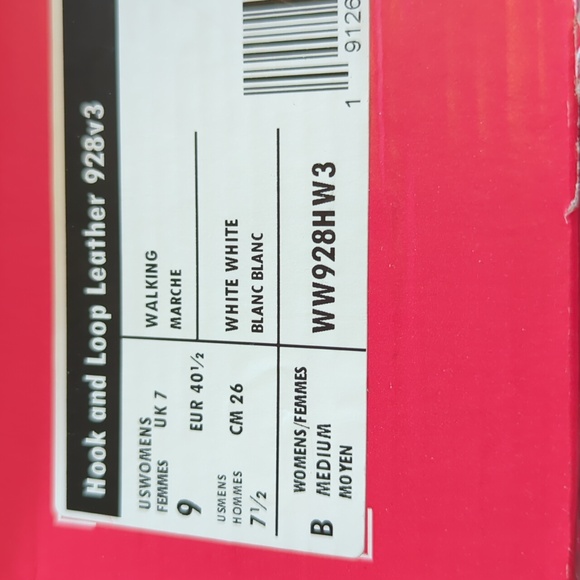 Hook and Loop Leather 928v3
USWOMENS
FEMMES UK 7
9 EUR 40½
USMENS
HOMMES CM 26
7½
WALKING
MARCHE
WHITE WHITE
BLANC BLANC
WOMENS/FEMMES
B MEDIUM
MOYEN
WW928HW3
1 9126